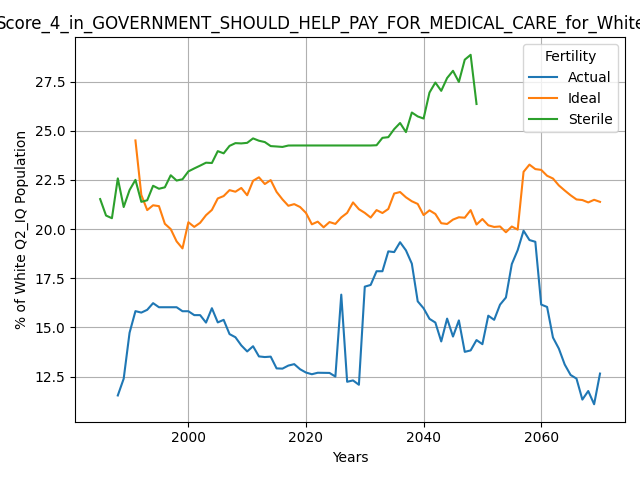 Score_4_in_GOVERNMENT_SHOULD_HELP_PAY_FOR_MEDICAL_CARE_for_White
27.5
25.0
22.5
20.0
17.5
15.0
12.5
% of White Q2_IQ Population
Fertility
Actual
Ideal
Sterile
2000 2020 2040 2060
Years